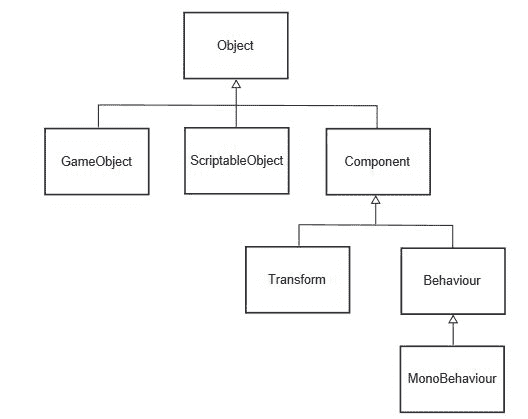 Object
GameObject
ScriptableObject
Component
Transform
Behaviour
MonoBehaviour